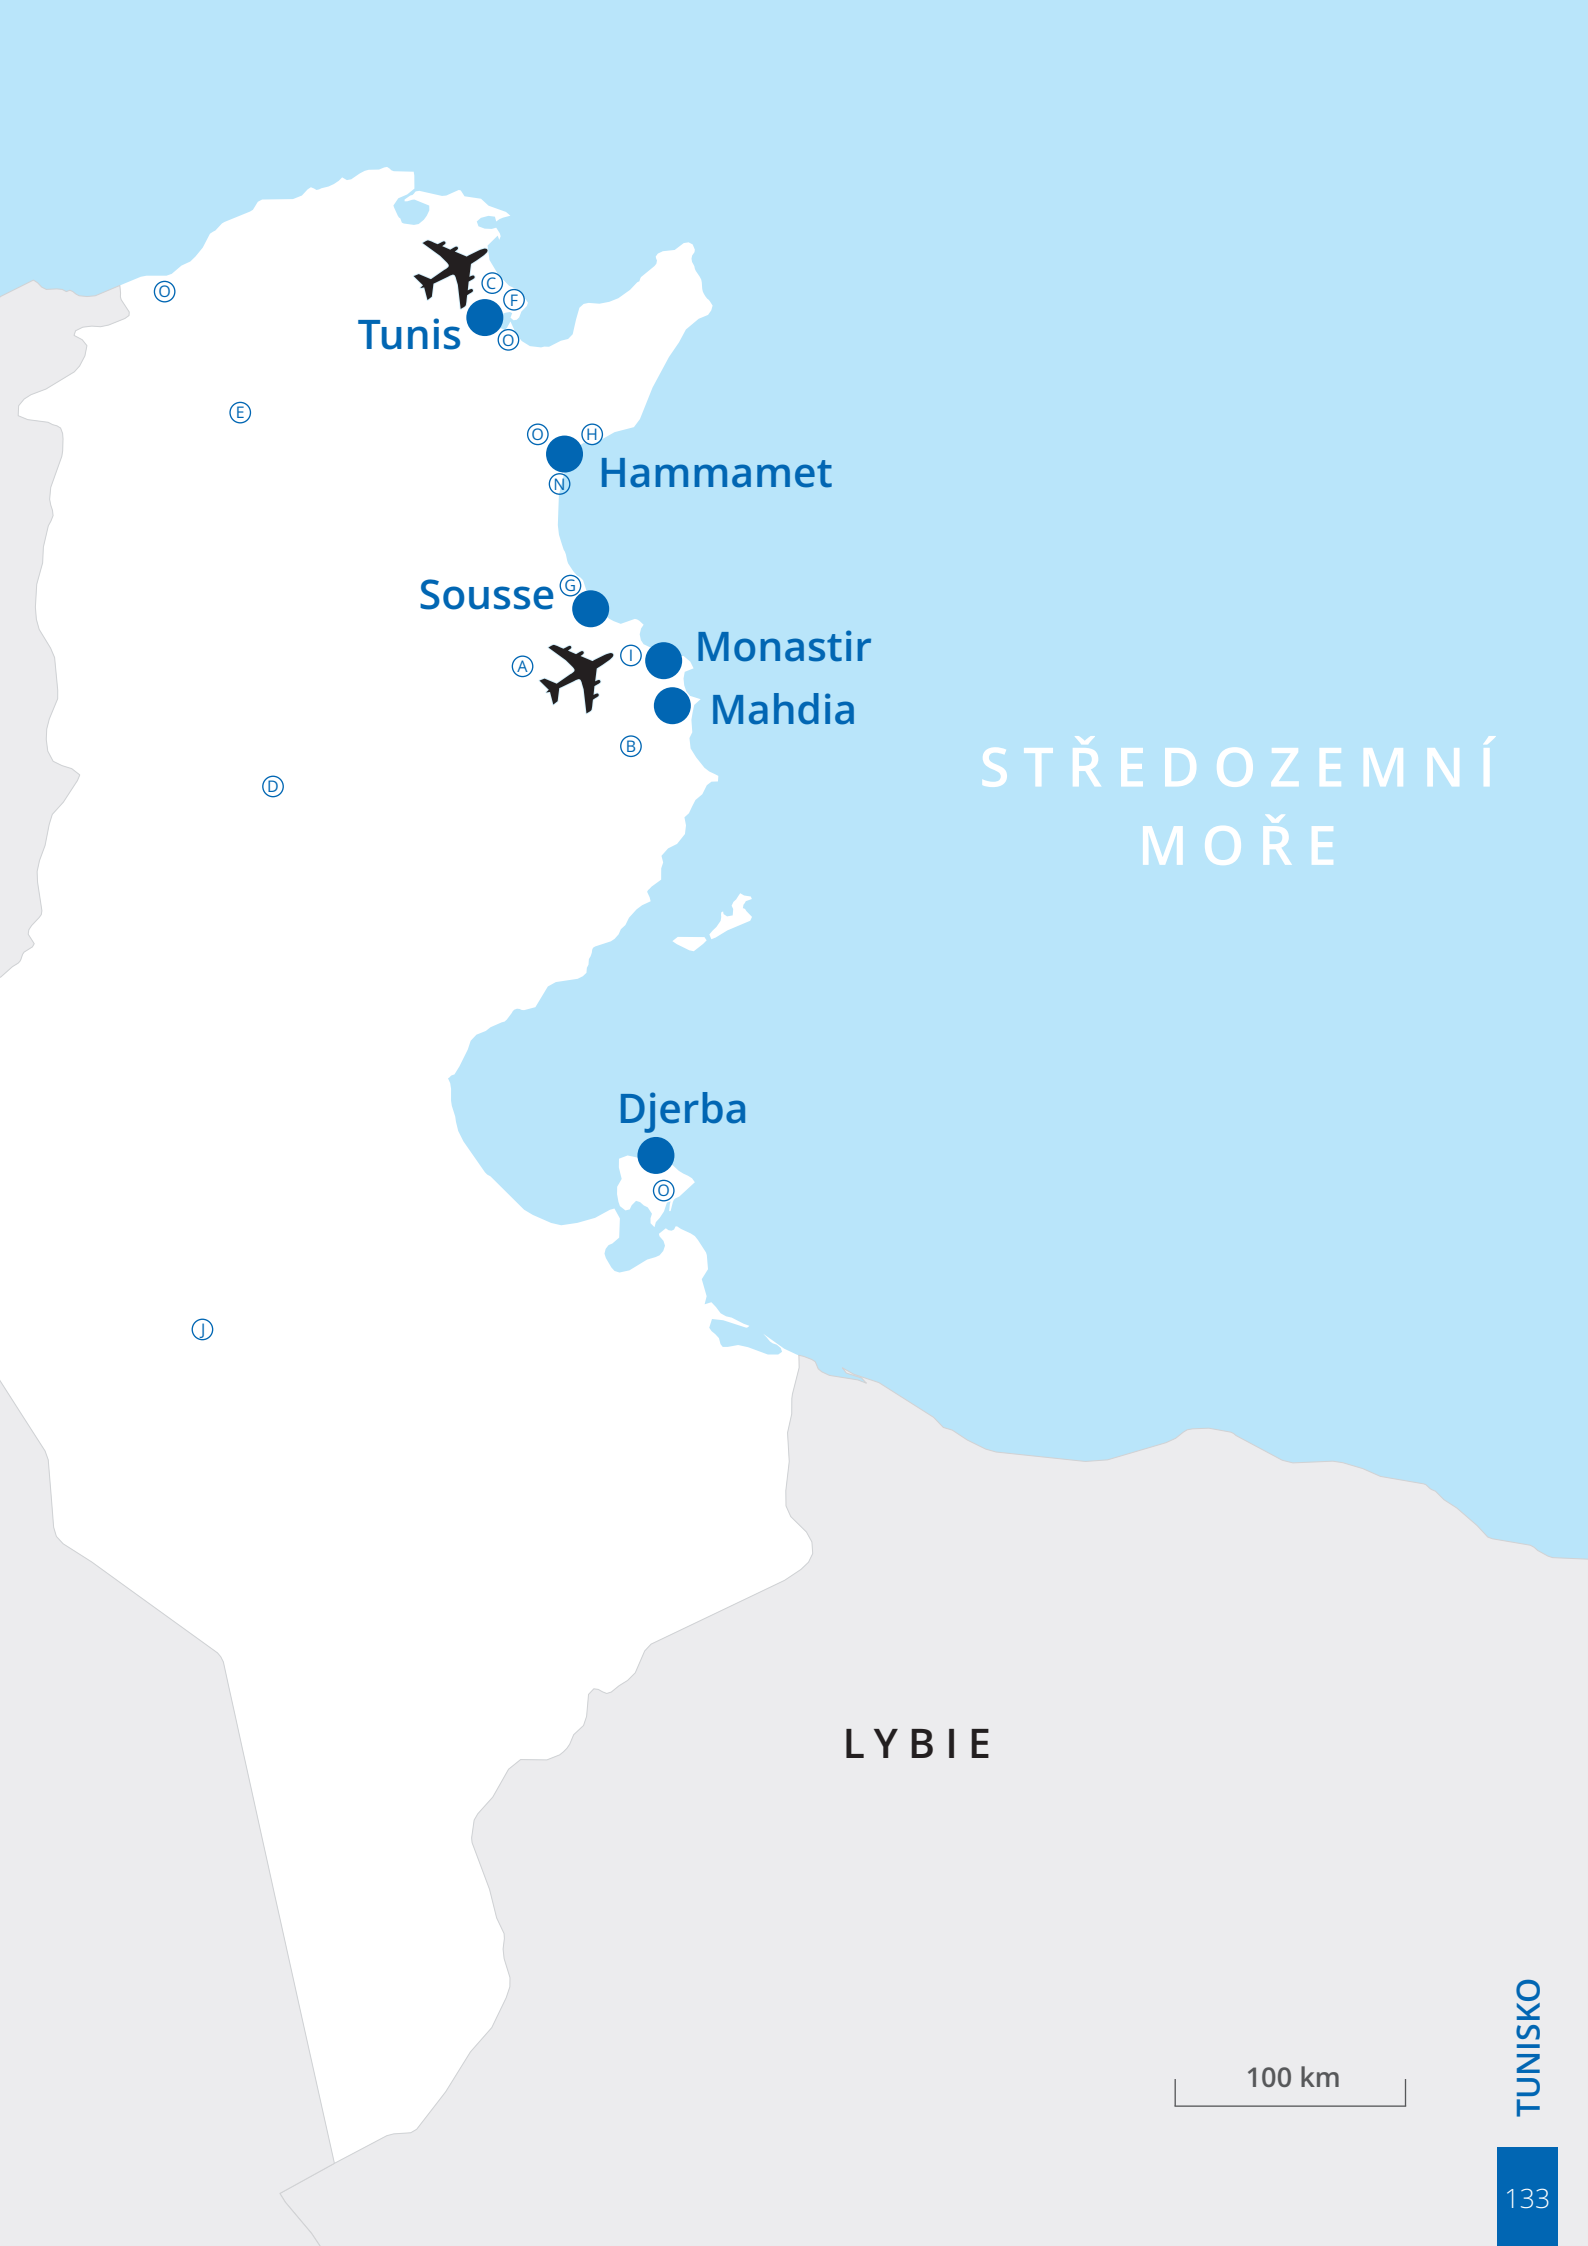 O
C
F
Tunis
O
E
O
H
Hammamet
N
Sousse
G
Monastir
A
I
Mahdia
B
STŘEDOZEMNÍ
MOŘE
D
Djerba
O
J
LYBIE
100 km
TUNISKO
133